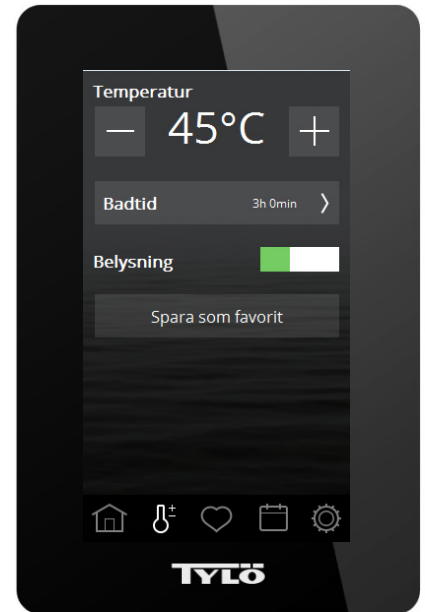 Temperatur
— 45°C +
Badtid 3h 0min 〉
Belysning
Spara som favorit
TYLÖ